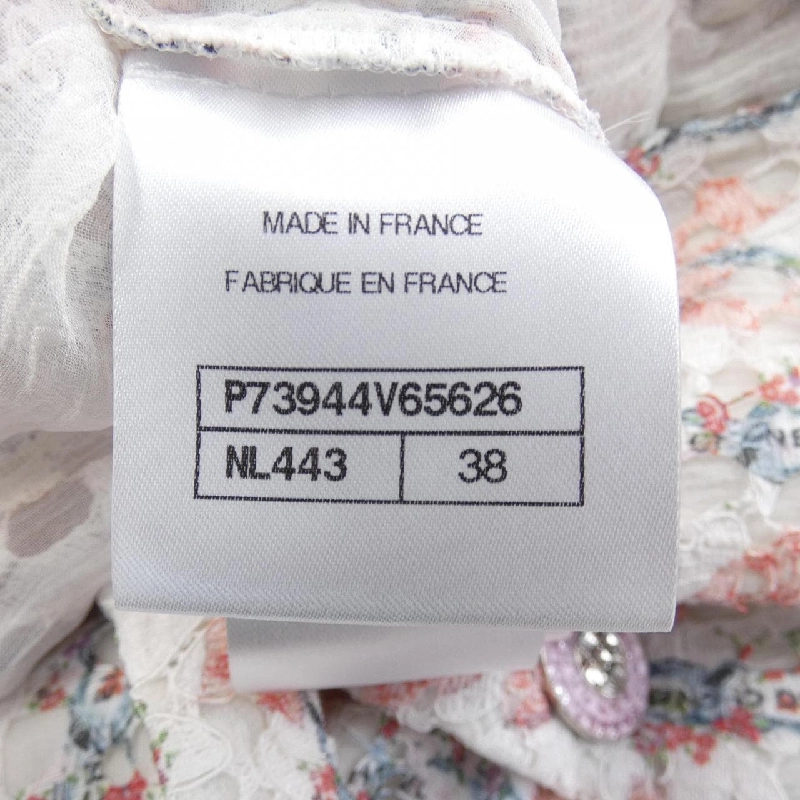 MADE IN FRANCE
FABRIQUE EN FRANCE
P73944V65626
NL443 38